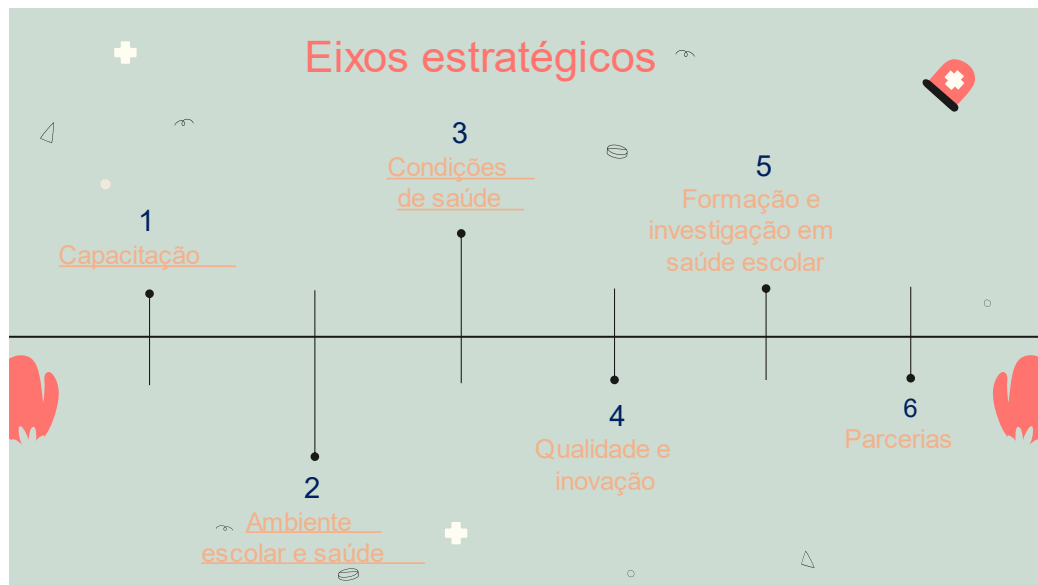 Eixos estratégicos
1
Capacitação
2
Ambiente
escolar e saúde
3
Condições
de saúde
4
Qualidade e
inovação
5
Formação e
investigação em
saúde escolar
6
Parcerias